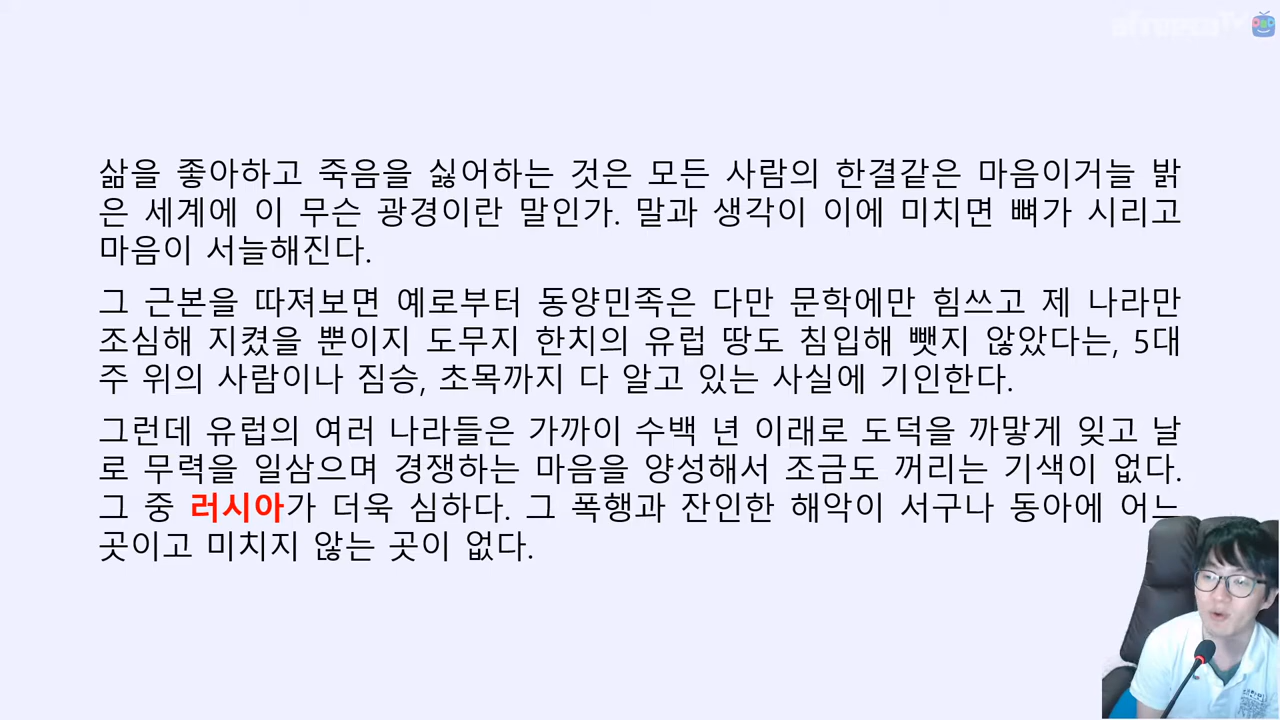 afreecaTV
삶을 좋아하고 죽음을 싫어하는 것은 모든 사람의 한결같은 마음이거늘 밝
은 세계에 이 무슨 광경이란 말인가. 말과 생각이 이에 미치면 뼈가 시리고
마음이 서늘해진다.
그 근본을 따져보면 예로부터 동양민족은 다만 문학에만 힘쓰고 제 나라만
조심해 지켰을 뿐이지 도무지 한치의 유럽 땅도 침입해 뺏지 않았다는, 5대
주 위의 사람이나 짐승, 초목까지 다 알고 있는 사실에 기인한다.
그런데 유럽의 여러 나라들은 가까이 수백 년 이래로 도덕을 까맣게 잊고 날
로 무력을 일삼으며 경쟁하는 마음을 양성해서 조금도 꺼리는 기색이 없다.
그 중 러시아가 더욱 심하다. 그 폭행과 잔인한 해악이 서구나 동아에 어느
곳이고 미치지 않는 곳이 없다.